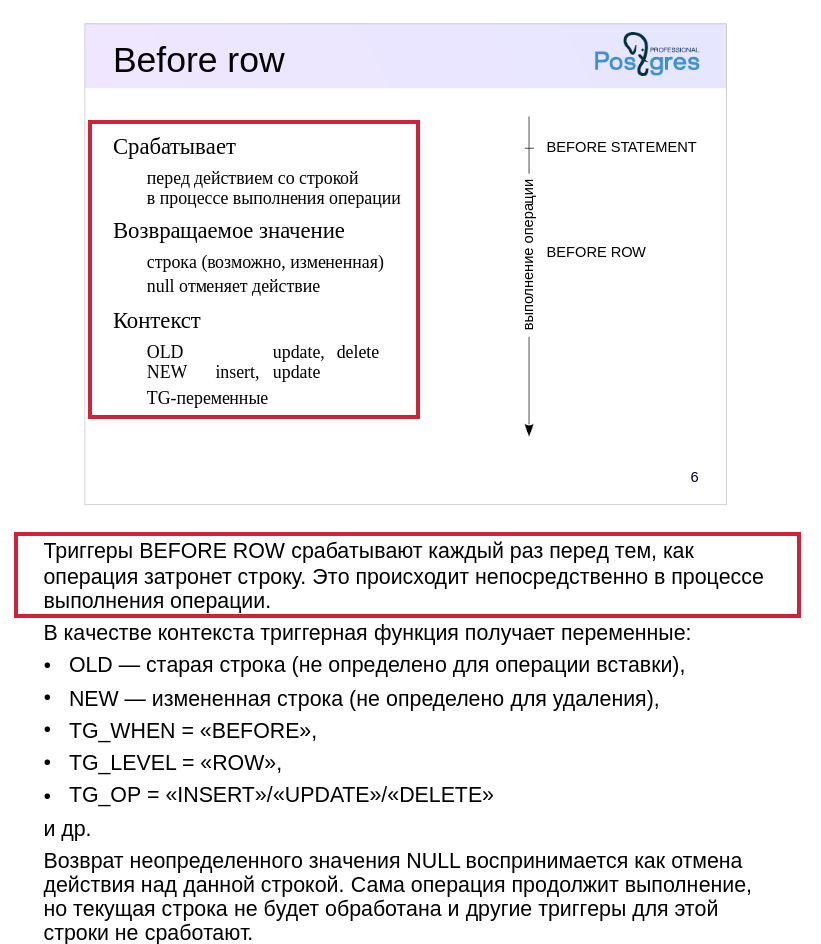 Before row
PROFESSIONAL
Postgres
Срабатывает
перед действием со строкой
в процессе выполнения операции
Возвращаемое значение
строка (возможно, измененная)
null отменяет действие
Контекст
OLD update, delete
NEW insert, update
TG-переменные
BEFORE STATEMENT
выполнение операции
BEFORE ROW
6
Триггеры BEFORE ROW срабатывают каждый раз перед тем, как
операция затронет строку. Это происходит непосредственно в процессе
выполнения операции.
В качестве контекста триггерная функция получает переменные:
• OLD — старая строка (не определено для операции вставки),
• NEW — измененная строка (не определено для удаления),
• TG_WHEN = «BEFORE»,
• TG_LEVEL = «ROW»,
• TG_OP = «INSERT»/«UPDATE»/«DELETE»
и др.
Возврат неопределенного значения NULL воспринимается как отмена
действия над данной строкой. Сама операция продолжит выполнение,
но текущая строка не будет обработана и другие триггеры для этой
строки не сработают.